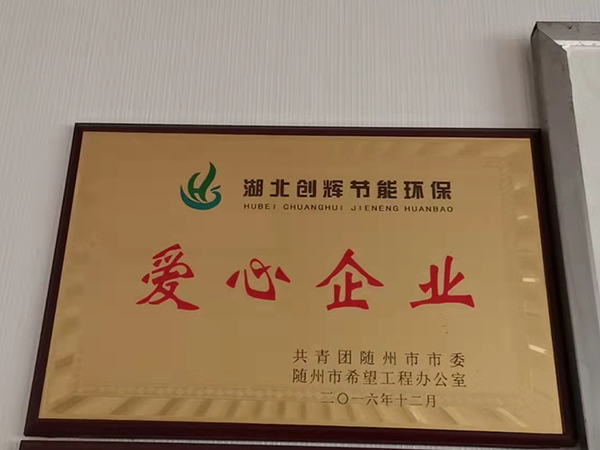 湖北创辉节能环保
HUBEI CHUANGHUI JIENENG HUANBAO
爱心企业
共青团随州市市委
随州市希望工程办公室
二〇一六年十二月